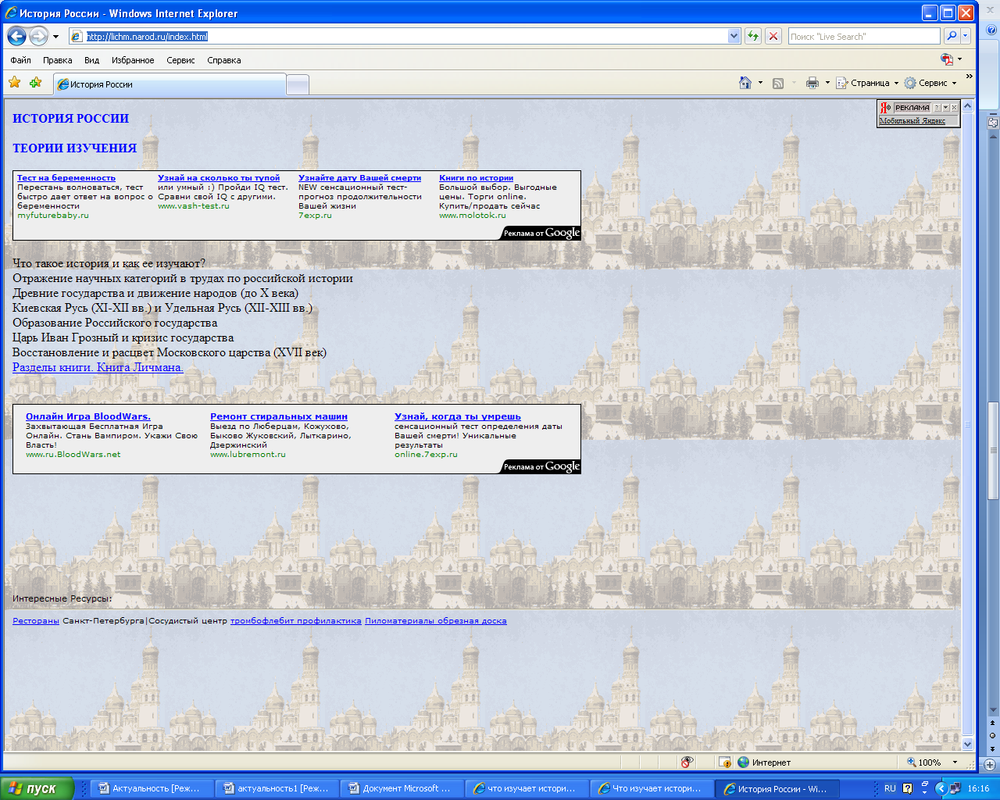 История России - Windows Internet Explorer
http://lichm.narod.ru/index.html
Поиск "Live Search"
Файл Правка Вид Избранное Сервис Справка
История России
Страница Сервис
ИСТОРИЯ РОССИИ
Я РЕКЛАМА
Мобильный Яндекс
ТЕОРИИ ИЗУЧЕНИЯ
Тест на беременность
Перестань волноваться, тест
быстро дает ответ на вопрос о
беременности
myfuturebaby.ru
Узнай на сколько ты тупой
или умный :) Пройди IQ тест.
Сравни свой IQ с другими.
www.vash-test.ru
Узнайте дату Вашей смерти
NEW сенсационный тест-
прогноз продолжительности
Вашей жизни
7exp.ru
Книги по истории
Большой выбор. Выгодные
цены. Торги online.
Купить/продать сейчас
www.molotok.ru
Реклама от Google
Что такое история и как ее изучают?
Отражение научных категорий в трудах по российской истории
Древние государства и движение народов (до X века)
Киевская Русь (XI-XII вв.) и Удельная Русь (XII-XIII вв.)
Образование Российского государства
Царь Иван Грозный и кризис государства
Восстановление и расцвет Московского царства (XVII век)
Разделы книги. Книга Личмана.
Онлайн Игра BloodWars.
Захвытающая Бесплатная Игра
Онлайн. Стань Вампиром. Укажи Свою
Власть!
www.ru.BloodWars.net
Ремонт стиральных машин
Выезд по Люберцам, Кожухово,
Быково Жуковский, Лыткарино,
Дзержинский
www.lubremont.ru
Узнай, когда ты умрешь
сенсационный тест определения даты
Вашей смерти! Уникальные
результаты
online.7exp.ru
Реклама от Google
Интересные Ресурсы:
Рестораны Санкт-Петербурга|Сосудистый центр тромбофлебит профилактика Пиломатериалы обрезная доска
Интернет
100%
пуск
Актуальность [Реж...
актуальность1 [Реж...
Документ Microsoft ...
что изучает истори...
Что изучает истори...
История России - Wi...
RU
16:16